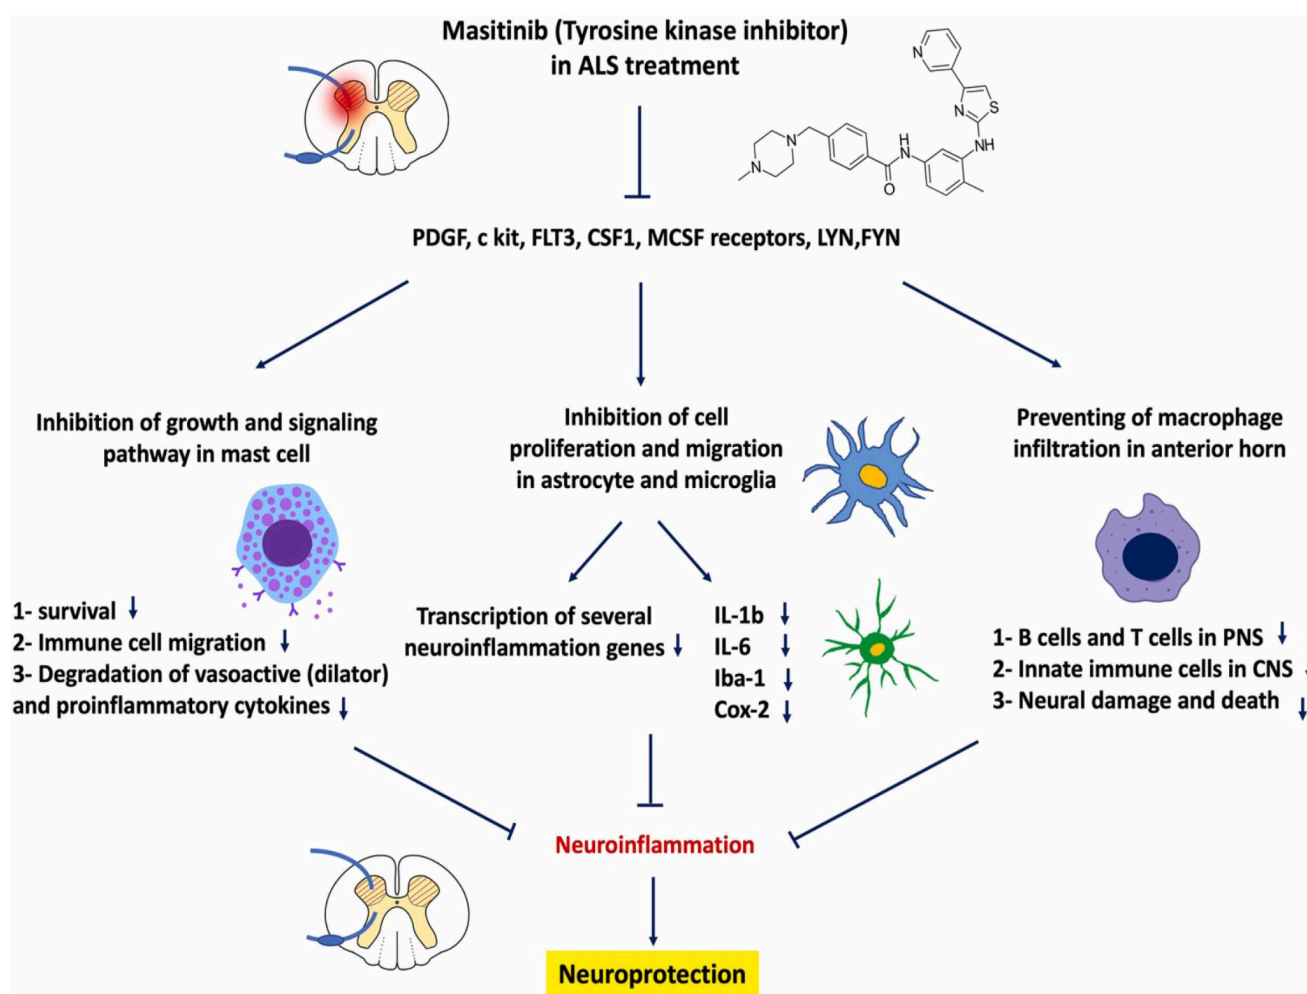 Masitinib (Tyrosine kinase inhibitor)
in ALS treatment
N
N
S
N
NH
H
N
N
O
PDGF, c kit, FLT3, CSF1, MCSF receptors, LYN,FYN
Inhibition of growth and signaling
pathway in mast cell
Inhibition of cell
proliferation and migration
in astrocyte and microglia
Preventing of macrophage
infiltration in anterior horn
1- survival ↓
2- Immune cell migration ↓
3- Degradation of vasoactive (dilator)
and proinflammatory cytokines ↓
Transcription of several
neuroinflammation genes ↓
IL-1b ↓
IL-6 ↓
Iba-1 ↓
Cox-2 ↓
1- B cells and T cells in PNS ↓
2- Innate immune cells in CNS ↓
3- Neural damage and death ↓
Neuroinflammation
Neuroprotection